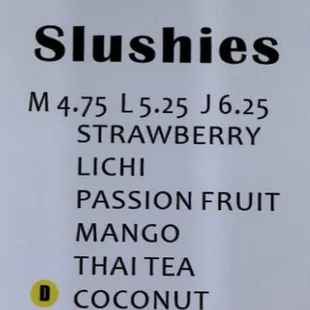 Slushies
M 4.75 L 5.25 J 6.25
STRAWBERRY
LICHI
PASSION FRUIT
MANGO
THAI TEA
D COCONUT